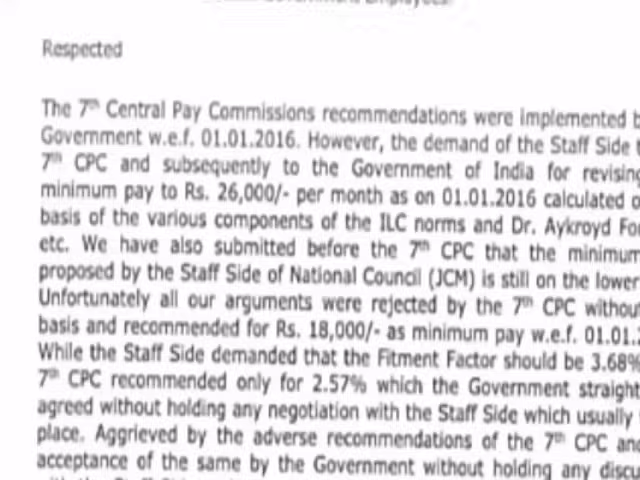 Government Employees
Respected
The 7th Central Pay Commissions recommendations were implemented
Government w.e.f. 01.01.2016. However, the demand of the Staff Side
7th CPC and subsequently to the Government of India for revising
minimum pay to Rs. 26,000/- per month as on 01.01.2016 calculated
basis of the various components of the ILC norms and Dr. Aykroyd
etc. We have also submitted before the 7th CPC that the minimum
proposed by the Staff Side of National Council (JCM) is still on the lower
Unfortunately all our arguments were rejected by the 7th CPC without
basis and recommended for Rs. 18,000/- as minimum pay w.e.f. 01.01.
While the Staff Side demanded that the Fitment Factor should be 3.68%
7th CPC recommended only for 2.57% which the Government straight
agreed without holding any negotiation with the Staff Side which usually
place. Aggrieved by the adverse recommendations of the 7th CPC and
acceptance of the same by the Government without holding any